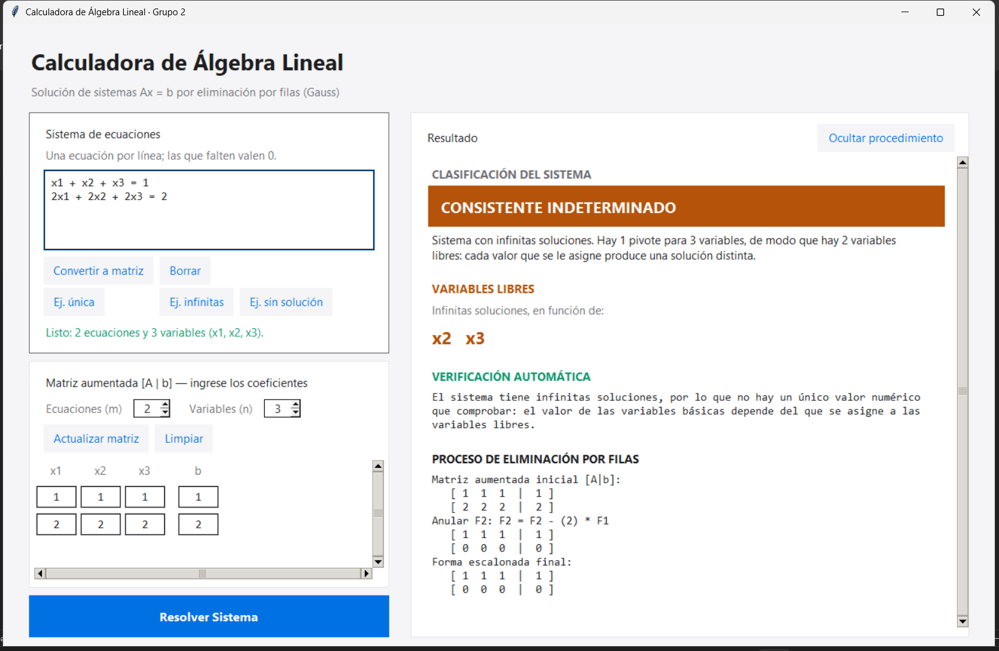 Calculadora de Álgebra Lineal · Grupo 2
Calculadora de Álgebra Lineal
Solución de sistemas Ax = b por eliminación por filas (Gauss)
Sistema de ecuaciones
Una ecuación por línea; las que falten valen 0.
x1 + x2 + x3 = 1
2x1 + 2x2 + 2x3 = 2
Convertir a matriz Borrar
Ej. única Ej. infinitas Ej. sin solución
Listo: 2 ecuaciones y 3 variables (x1, x2, x3).
Matriz aumentada [A | b] — ingrese los coeficientes
Ecuaciones (m) 2 Variables (n) 3
Actualizar matriz Limpiar
x1 x2 x3 b
1 1 1 1
2 2 2 2
Resolver Sistema
Resultado
Ocultar procedimiento
CLASIFICACIÓN DEL SISTEMA
CONSISTENTE INDETERMINADO
Sistema con infinitas soluciones. Hay 1 pivote para 3 variables, de modo que hay 2 variables
libres: cada valor que se le asigne produce una solución distinta.
VARIABLES LIBRES
Infinitas soluciones, en función de:
x2 x3
VERIFICACIÓN AUTOMÁTICA
El sistema tiene infinitas soluciones, por lo que no hay un único valor numérico
que comprobar: el valor de las variables básicas depende del que se asigne a las
variables libres.
PROCESO DE ELIMINACIÓN POR FILAS
Matriz aumentada inicial [A|b]:
[ 1 1 1 | 1 ]
[ 2 2 2 | 2 ]
Anular F2: F2 = F2 - (2) * F1
[ 1 1 1 | 1 ]
[ 0 0 0 | 0 ]
Forma escalonada final:
[ 1 1 1 | 1 ]
[ 0 0 0 | 0 ]